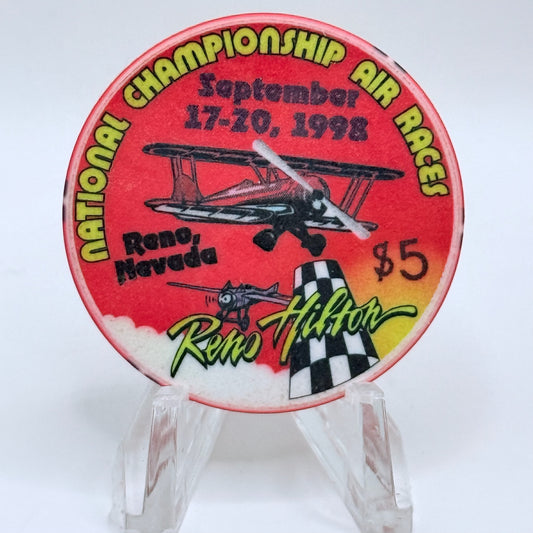 NATIONAL CHAMPIONSHIP AIR RACES
September
17-20, 1998
Reno,
Nevada
$5
Reno Hilton